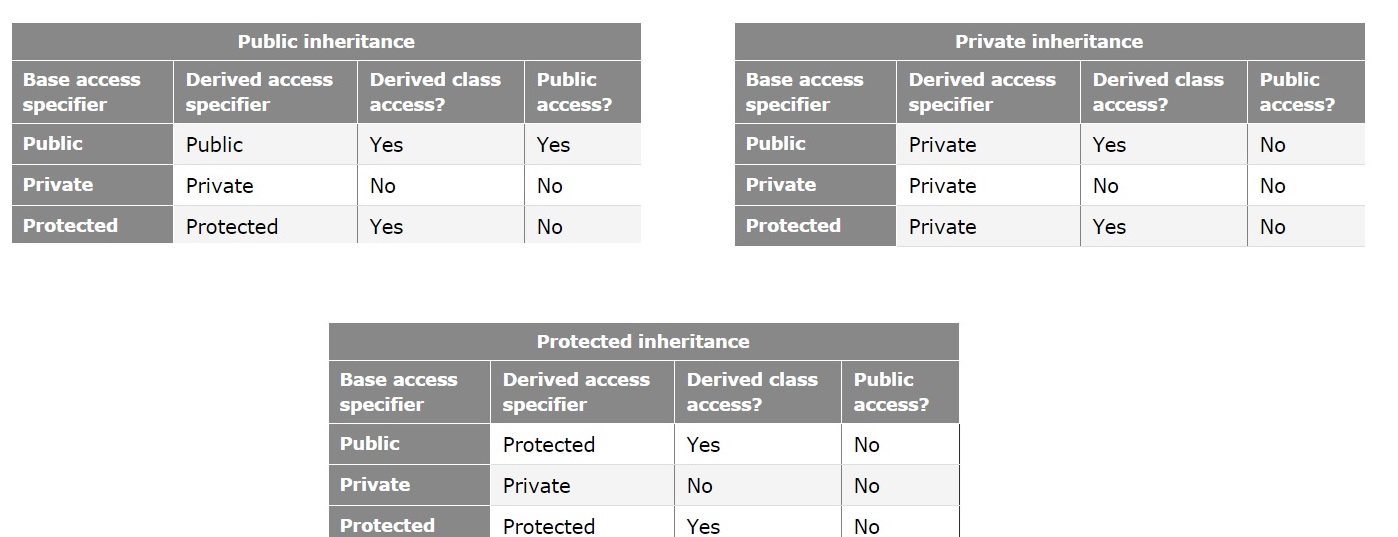 Public inheritance
Base access Derived access Derived class Public
specifier specifier access? access?
Public Public Yes Yes
Private Private No No
Protected Protected Yes No
Private inheritance
Base access Derived access Derived class Public
specifier specifier access? access?
Public Private Yes No
Private Private No No
Protected Private Yes No
Protected inheritance
Base access Derived access Derived class Public
specifier specifier access? access?
Public Protected Yes No
Private Private No No
Protected Protected Yes No